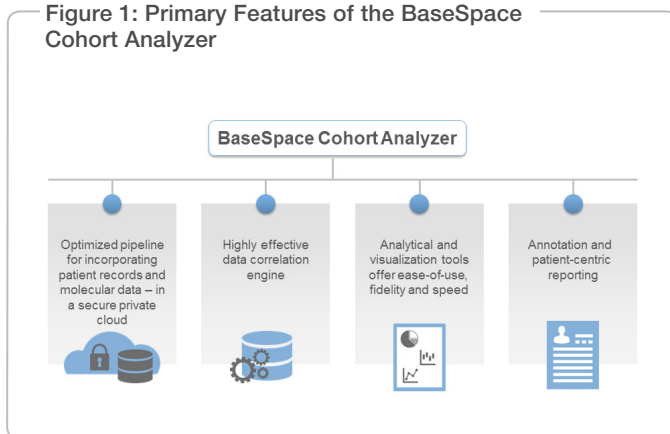 Figure 1: Primary Features of the BaseSpace
Cohort Analyzer
BaseSpace Cohort Analyzer
Optimized pipeline
for incorporating
patient records and
molecular data – in
a secure private
cloud
Highly effective
data correlation
engine
Analytical and
visualization tools
offer ease-of-use,
fidelity and speed
Annotation and
patient-centric
reporting